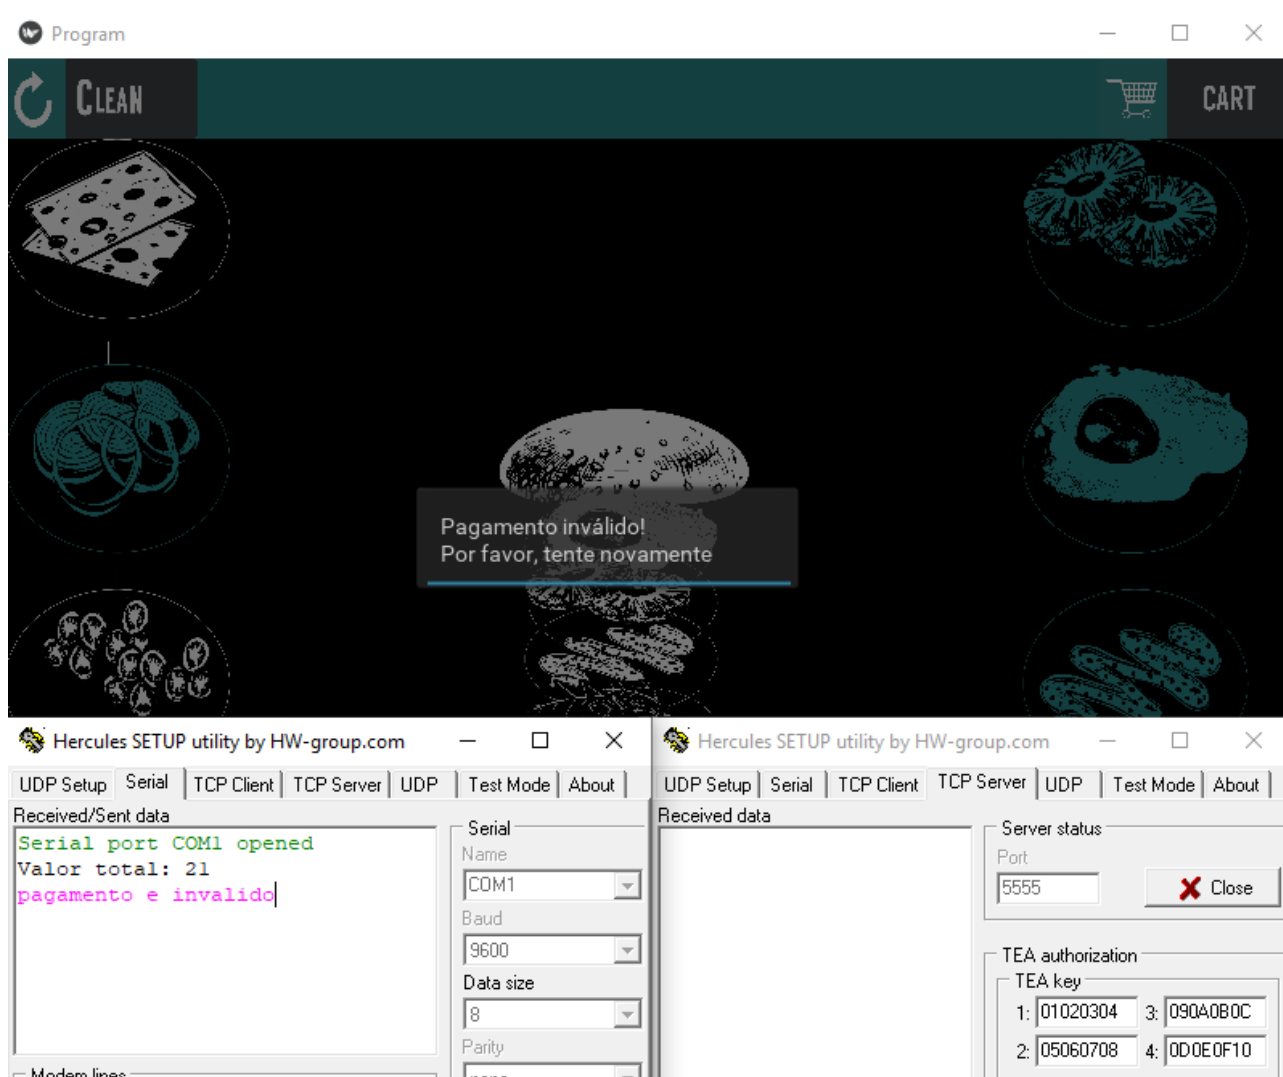 Program
CLEAN
CART
Pagamento inválido!
Por favor, tente novamente
Hercules SETUP utility by HW-group.com
UDP Setup Serial TCP Client TCP Server UDP Test Mode About
Received/Sent data
Serial port COM1 opened
Valor total: 21
pagamento e invalido
Serial
Name
COM1
Baud
9600
Data size
8
Parity
none
Modem lines
Hercules SETUP utility by HW-group.com
UDP Setup Serial TCP Client TCP Server UDP Test Mode About
Received data
Server status
Port
5555
Close
TEA authorization
TEA key
1: 01020304 3: 090A0B0C
2: 05060708 4: 0D0E0F10